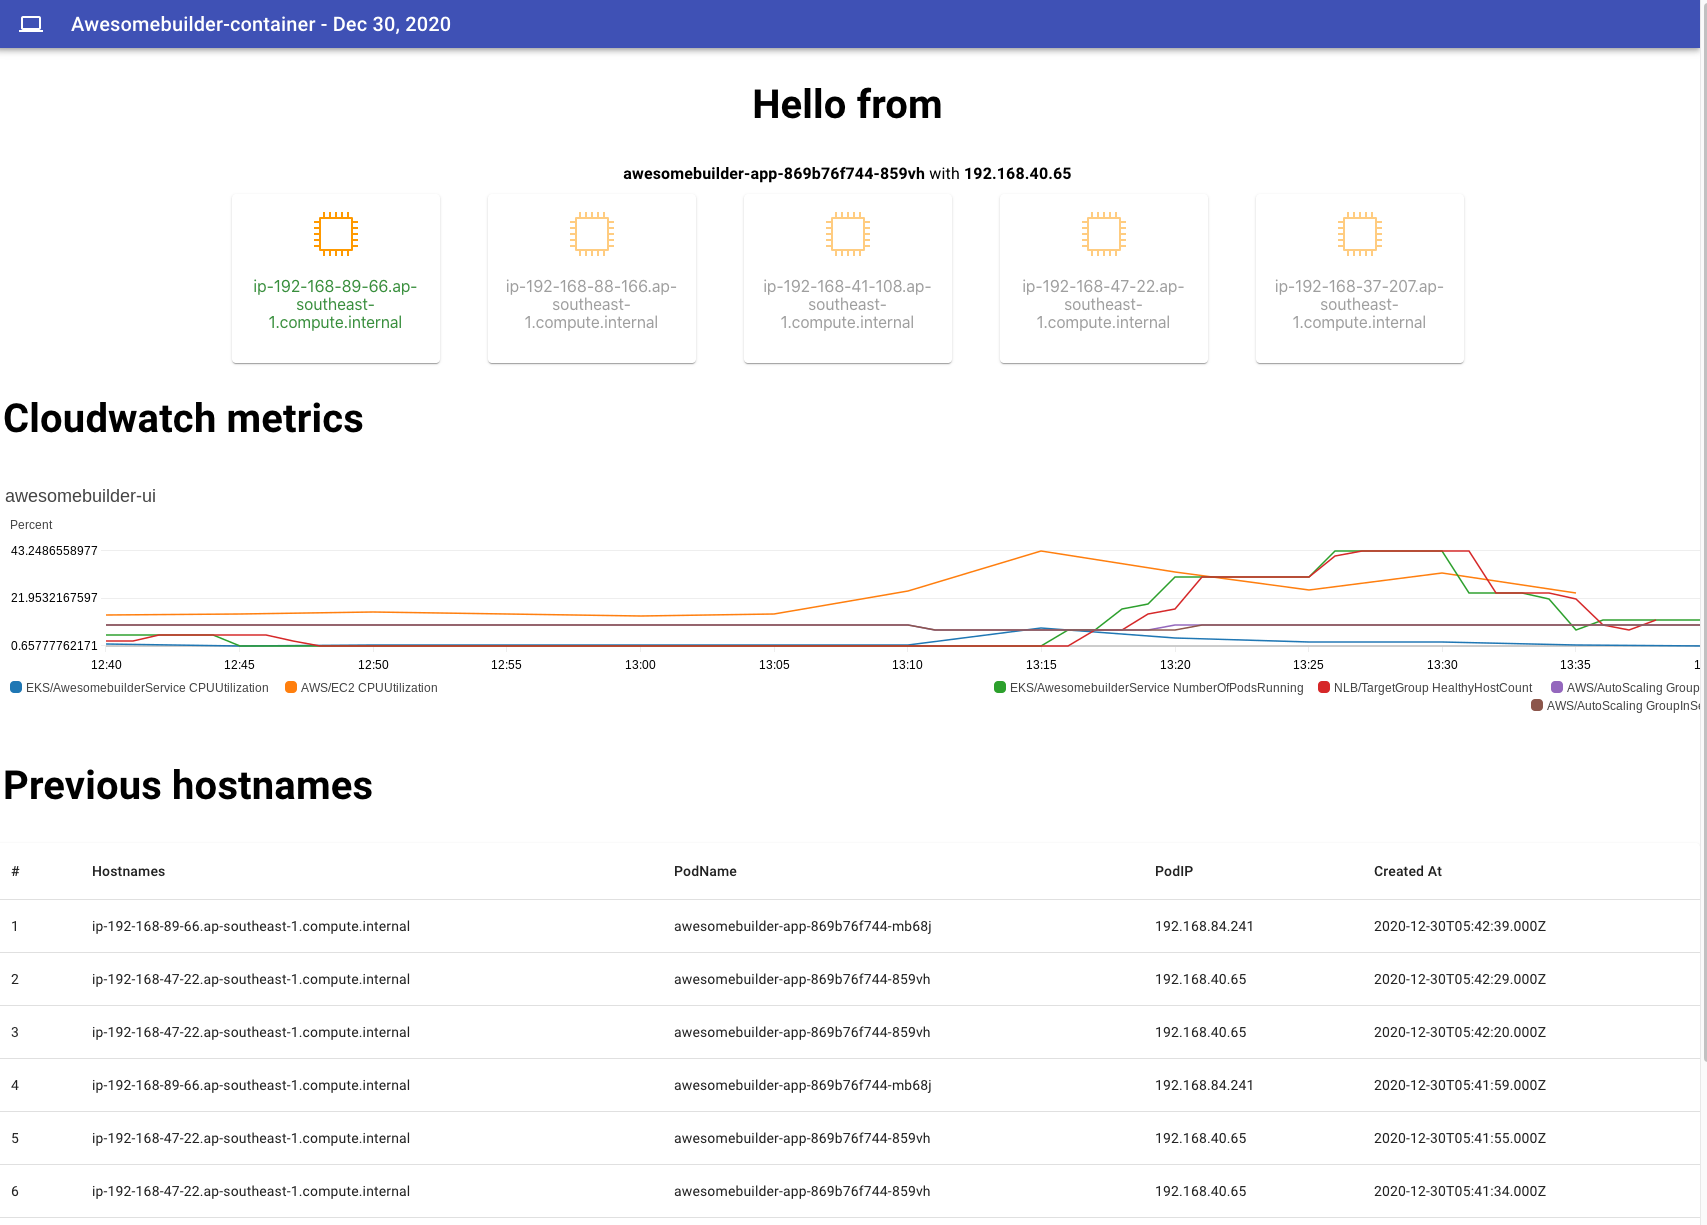 Awesomebuilder-container - Dec 30, 2020
Hello from
awesomebuilder-app-869b76f744-859vh with 192.168.40.65
ip-192-168-89-66.ap-
southeast-
1.compute.internal
ip-192-168-88-166.ap-
southeast-
1.compute.internal
ip-192-168-41-108.ap-
southeast-
1.compute.internal
ip-192-168-47-22.ap-
southeast-
1.compute.internal
ip-192-168-37-207.ap-
southeast-
1.compute.internal
Cloudwatch metrics
awesomebuilder-ui
Percent
43.2486558977
21.9532167597
0.65777762171
12:40 12:45 12:50 12:55 13:00 13:05 13:10 13:15 13:20 13:25 13:30 13:35 1
EKS/AwesomebuilderService CPUUtilization AWS/EC2 CPUUtilization EKS/AwesomebuilderService NumberOfPodsRunning NLB/TargetGroup HealthyHostCount AWS/AutoScaling Group
AWS/AutoScaling GroupInSe
Previous hostnames
# Hostnames PodName PodIP Created At
1 ip-192-168-89-66.ap-southeast-1.compute.internal awesomebuilder-app-869b76f744-mb68j 192.168.84.241 2020-12-30T05:42:39.000Z
2 ip-192-168-47-22.ap-southeast-1.compute.internal awesomebuilder-app-869b76f744-859vh 192.168.40.65 2020-12-30T05:42:29.000Z
3 ip-192-168-47-22.ap-southeast-1.compute.internal awesomebuilder-app-869b76f744-859vh 192.168.40.65 2020-12-30T05:42:20.000Z
4 ip-192-168-89-66.ap-southeast-1.compute.internal awesomebuilder-app-869b76f744-mb68j 192.168.84.241 2020-12-30T05:41:59.000Z
5 ip-192-168-47-22.ap-southeast-1.compute.internal awesomebuilder-app-869b76f744-859vh 192.168.40.65 2020-12-30T05:41:55.000Z
6 ip-192-168-47-22.ap-southeast-1.compute.internal awesomebuilder-app-869b76f744-859vh 192.168.40.65 2020-12-30T05:41:34.000Z